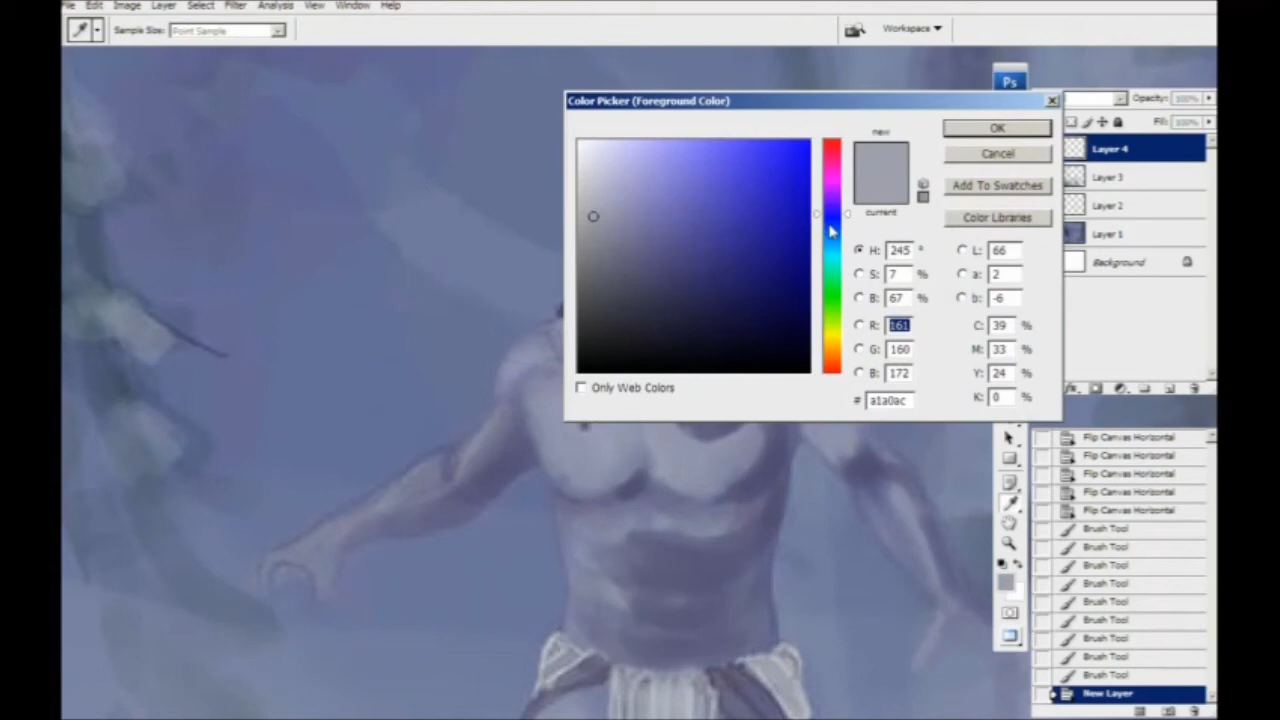 ile Edit Image Layer Select Filter Analysis View Window Help
Sample Size: Point Sample
Workspace
Ps
Color Picker (Foreground Color)
new
current
OK
Cancel
Add To Swatches
Color Libraries
H: 245 °
S: 7 %
B: 67 %
R: 161
G: 160
B: 172
# a1a0ac
L: 66
a: 2
b: -6
C: 39 %
M: 33 %
Y: 24 %
K: 0 %
Only Web Colors
Opacity: 100%
Fill: 100%
Layer 4
Layer 3
Layer 2
Layer 1
Background
Flip Canvas Horizontal
Flip Canvas Horizontal
Flip Canvas Horizontal
Flip Canvas Horizontal
Flip Canvas Horizontal
Brush Tool
Brush Tool
Brush Tool
Brush Tool
Brush Tool
Brush Tool
Brush Tool
Brush Tool
Brush Tool
New Layer